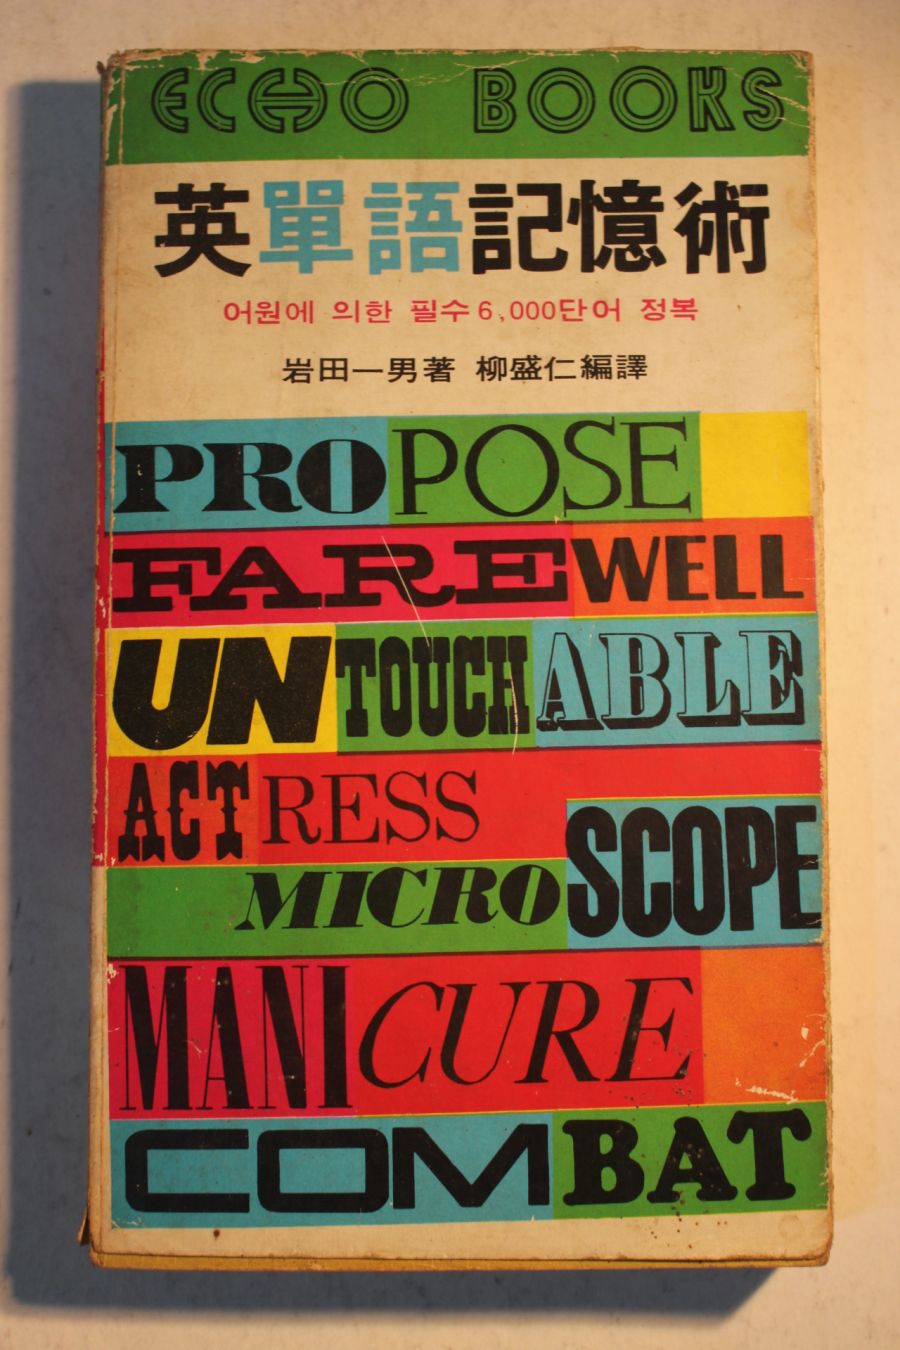 ECHO BOOKS
英單語記憶術
어원에 의한 필수 6,000단어 정복
岩田一男著 柳盛仁編譯
PROPOSE
FAREWELL
UNTOUCHABLE
ACTRESS
MICROSCOPE
MANICURE
COMBAT